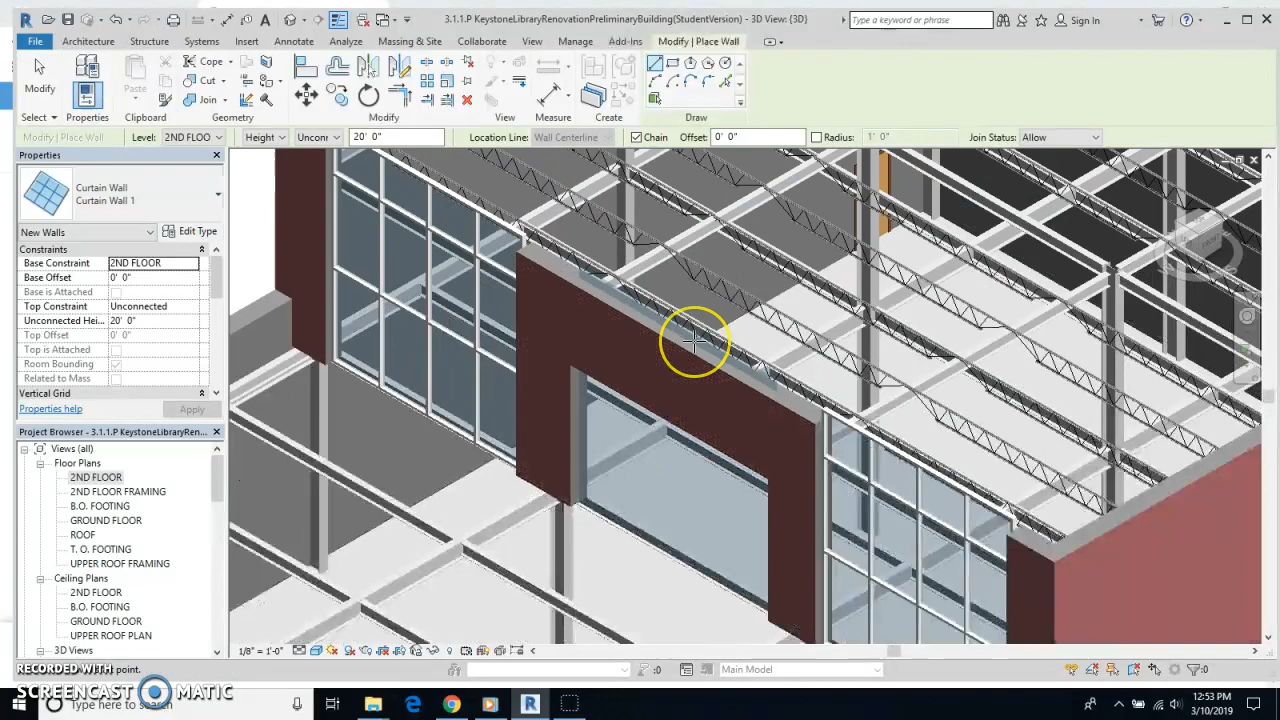 3.1.1.P KeystoneLibraryRenovationPreliminaryBuilding(StudentVersion) - 3D View: {3D}
Type a keyword or phrase
Sign In
File Architecture Structure Systems Insert Annotate Analyze Massing & Site Collaborate View Manage Add-Ins Modify | Place Wall
Modify
Properties
Paste
Cope
Cut
Join
Select Properties Clipboard Geometry Modify View Measure Create Draw
Modify | Place Wall Level: 2ND FLOO Height Uncon 20' 0" Location Line: Wall Centerline Chain Offset: 0' 0" Radius: 1' 0" Join Status: Allow
Properties
Curtain Wall
Curtain Wall 1
New Walls Edit Type
Constraints
Base Constraint 2ND FLOOR
Base Offset 0' 0"
Base is Attached
Top Constraint Unconnected
Unconnected Hei... 20' 0"
Top Offset 0' 0"
Top is Attached
Room Bounding
Related to Mass
Vertical Grid
Properties help Apply
Project Browser - 3.1.1.P KeystoneLibraryRen...
Views (all)
Floor Plans
2ND FLOOR
2ND FLOOR FRAMING
B.O. FOOTING
GROUND FLOOR
ROOF
T. O. FOOTING
UPPER ROOF FRAMING
Ceiling Plans
2ND FLOOR
B.O. FOOTING
GROUND FLOOR
UPPER ROOF PLAN
3D Views
1/8" = 1'-0"
RECORDED WITH
point.
:0
Main Model
:0
SCREENCAST MATIC
Type here to search
12:53 PM
3/10/2019